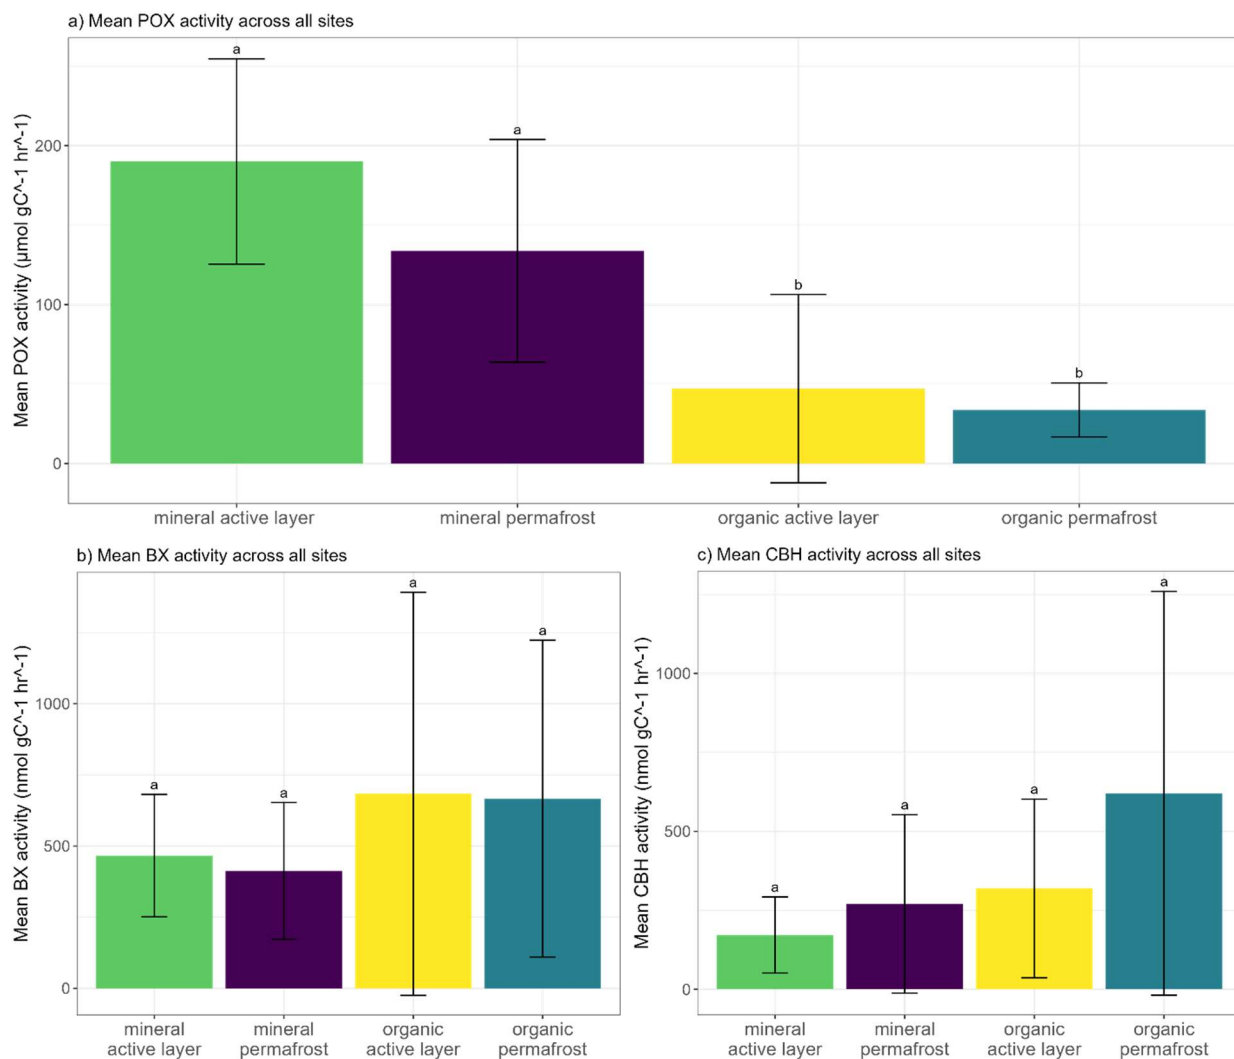 a) Mean POX activity across all sites
Mean POX activity (µmol gC^-1 hr^-1)
200
100
0
a
a
b
b
mineral active layer
mineral permafrost
organic active layer
organic permafrost
b) Mean BX activity across all sites
Mean BX activity (nmol gC^-1 hr^-1)
1000
500
0
a
a
a
a
mineral
active layer
mineral
permafrost
organic
active layer
organic
permafrost
c) Mean CBH activity across all sites
Mean CBH activity (nmol gC^-1 hr^-1)
1000
500
0
a
a
a
a
mineral
active layer
mineral
permafrost
organic
active layer
organic
permafrost